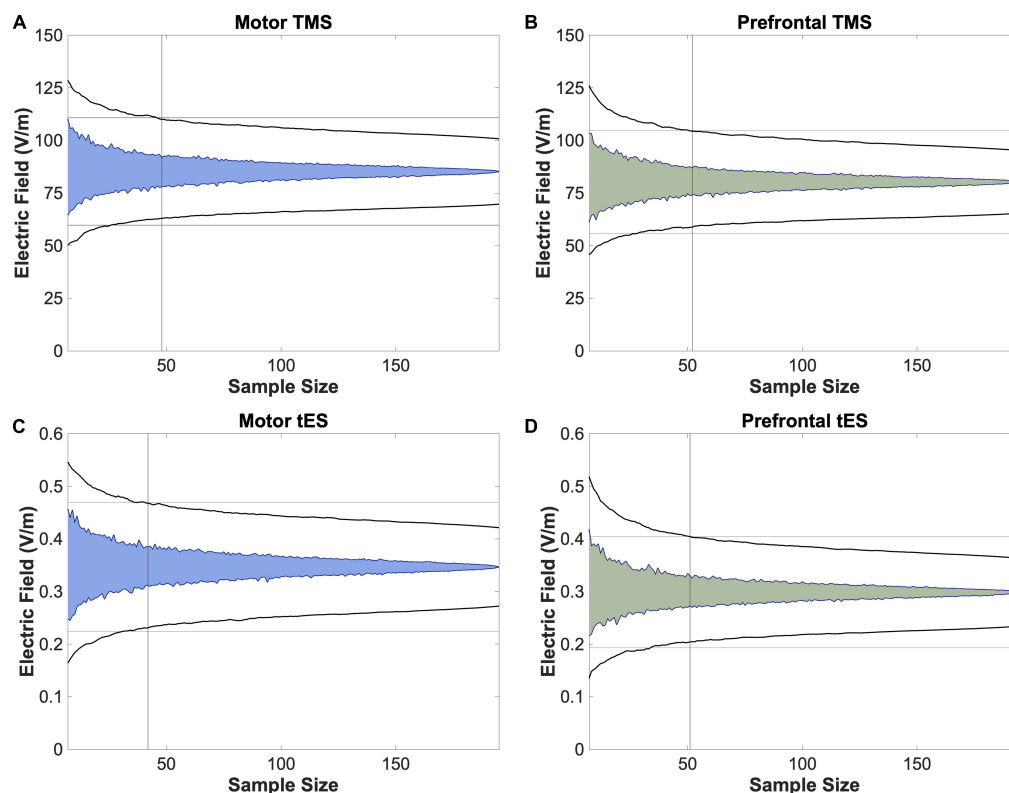 A Motor TMS
150
125
100
75
50
25
0
Electric Field (V/m)
50 100 150
Sample Size
B Prefrontal TMS
150
125
100
75
50
25
0
Electric Field (V/m)
50 100 150
Sample Size
C Motor tES
0.6
0.5
0.4
0.3
0.2
0.1
0
Electric Field (V/m)
50 100 150
Sample Size
D Prefrontal tES
0.6
0.5
0.4
0.3
0.2
0.1
0
Electric Field (V/m)
50 100 150
Sample Size